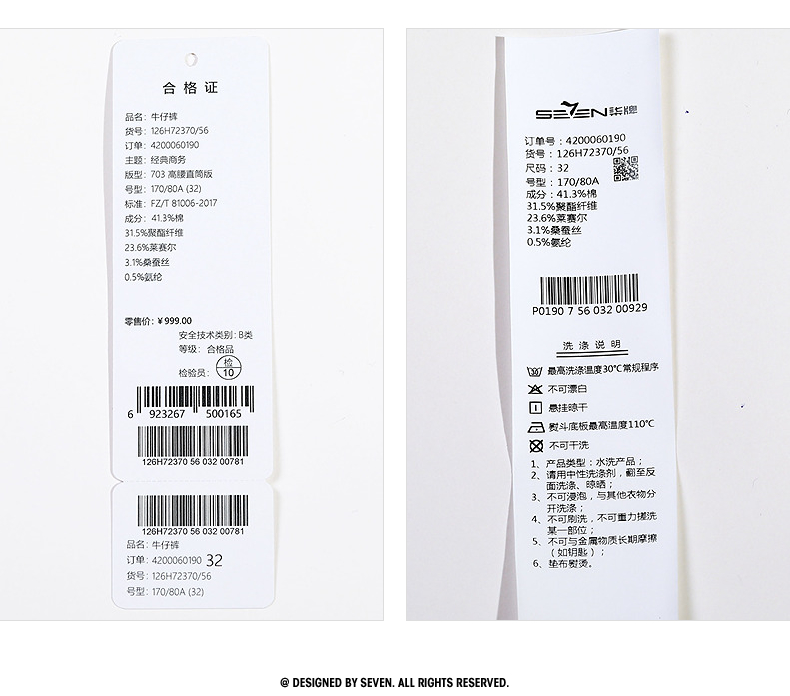 合格证
品名：牛仔裤
货号：126H72370/56
订单：4200060190
主题：经典商务
版型：703 高腰直筒版
号型：170/80A (32)
标准：FZ/T 81006-2017
成分：41.3%棉
31.5%聚酯纤维
23.6%莱赛尔
3.1%桑蚕丝
0.5%氨纶
零售价：¥999.00
安全技术类别：B类
等级：合格品
检验员：检10
6 923267 500165
126H72370 56 032 00781
126H72370 56 032 00781
品名：牛仔裤
订单：4200060190 32
货号：126H72370/56
号型：170/80A (32)
SEVEN柒牌
订单号：4200060190
货号：126H72370/56
尺码：32
号型：170/80A
成分：41.3%棉
31.5%聚酯纤维
23.6%莱赛尔
3.1%桑蚕丝
0.5%氨纶
P0190 7 56 032 00929
洗涤说明
最高洗涤温度30℃常规程序
不可漂白
悬挂晾干
熨斗底板最高温度110℃
不可干洗
1、产品类型：水洗产品；
2、请用中性洗涤剂，翻至反
面洗涤、晾晒；
3、不可浸泡，与其他衣物分
开洗涤；
4、不可刷洗，不可重力搓洗
某一部位；
5、不可与金属物质长期摩擦
（如钥匙）；
6、垫布熨烫。
@ DESIGNED BY SEVEN. ALL RIGHTS RESERVED.